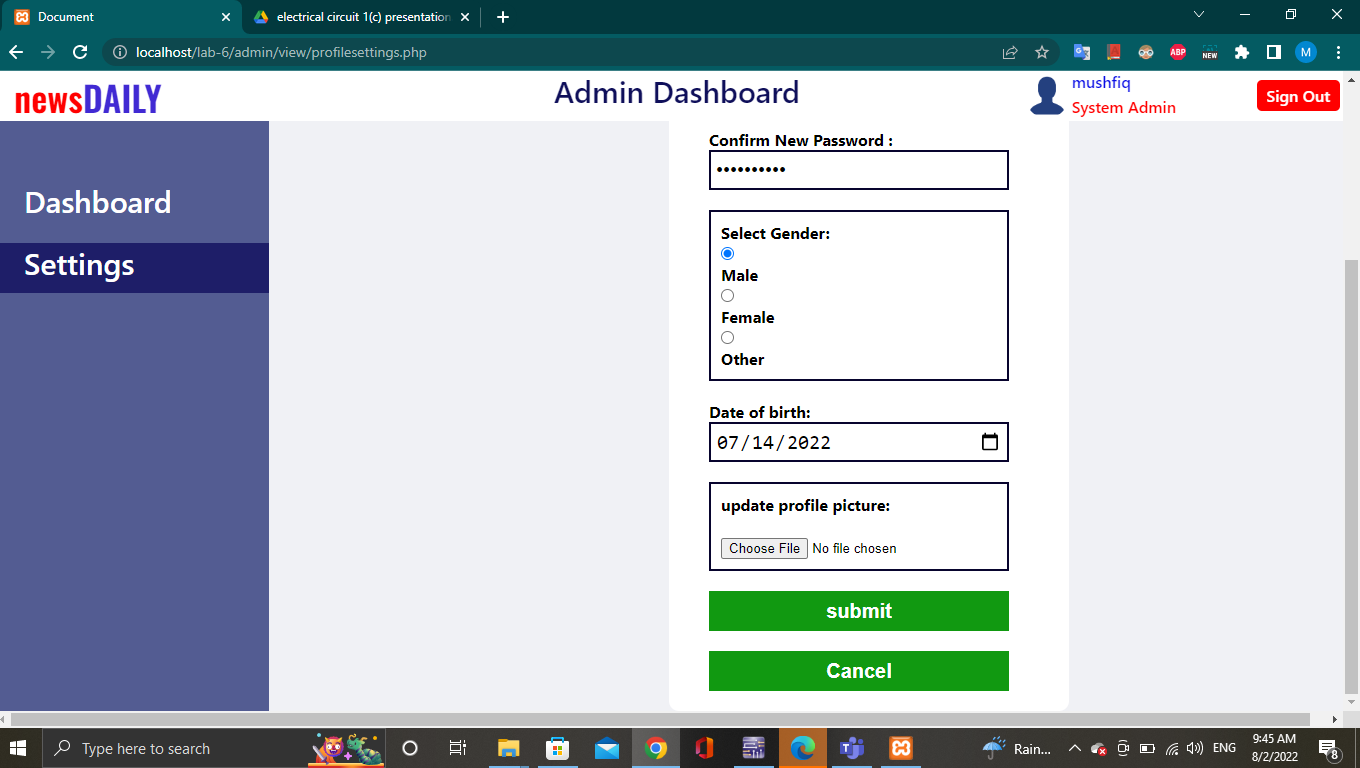 Document
electrical circuit 1(c) presentation
localhost/lab-6/admin/view/profilesettings.php
ABP
NEW
M
newsDAILY
Admin Dashboard
mushfiq
System Admin
Sign Out
Dashboard
Settings
Confirm New Password :
Select Gender:
Male
Female
Other
Date of birth:
07/14/2022
update profile picture:
Choose File No file chosen
submit
Cancel
Type here to search
Rain...
ENG
9:45 AM
8/2/2022
8